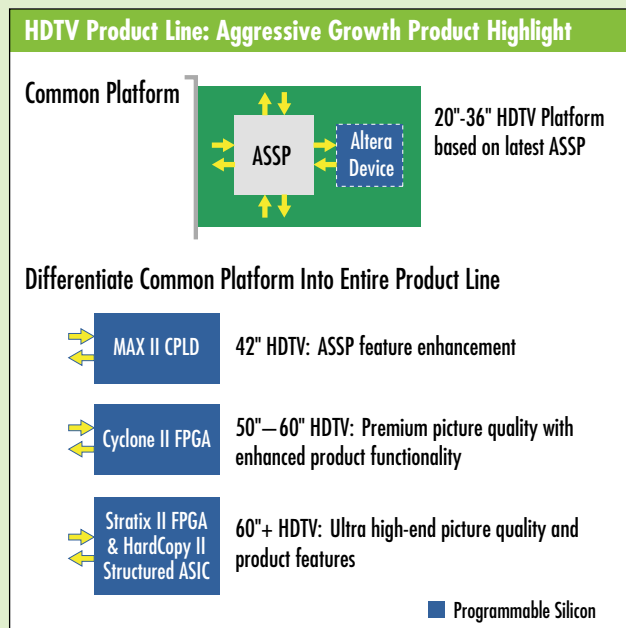 HDTV Product Line: Aggressive Growth Product Highlight
Common Platform
ASSP
Altera
Device
20"-36" HDTV Platform
based on latest ASSP
Differentiate Common Platform Into Entire Product Line
MAX II CPLD
42" HDTV: ASSP feature enhancement
Cyclone II FPGA
50"—60" HDTV: Premium picture quality with
enhanced product functionality
Stratix II FPGA
& HardCopy II
Structured ASIC
60"+ HDTV: Ultra high-end picture quality and
product features
Programmable Silicon